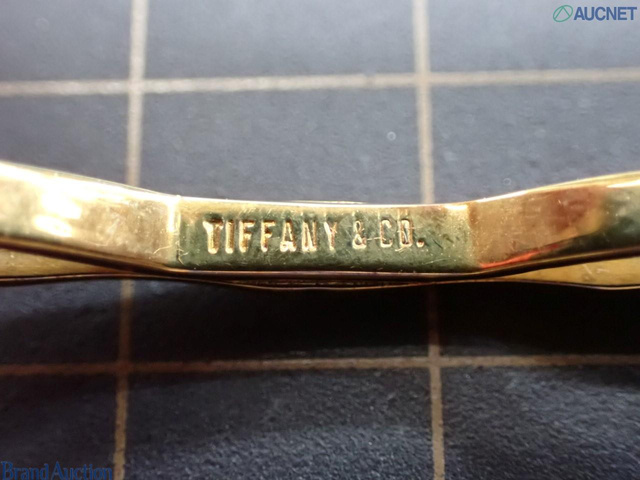 AUCNET
TIFFANY & CO.
Brand Auction